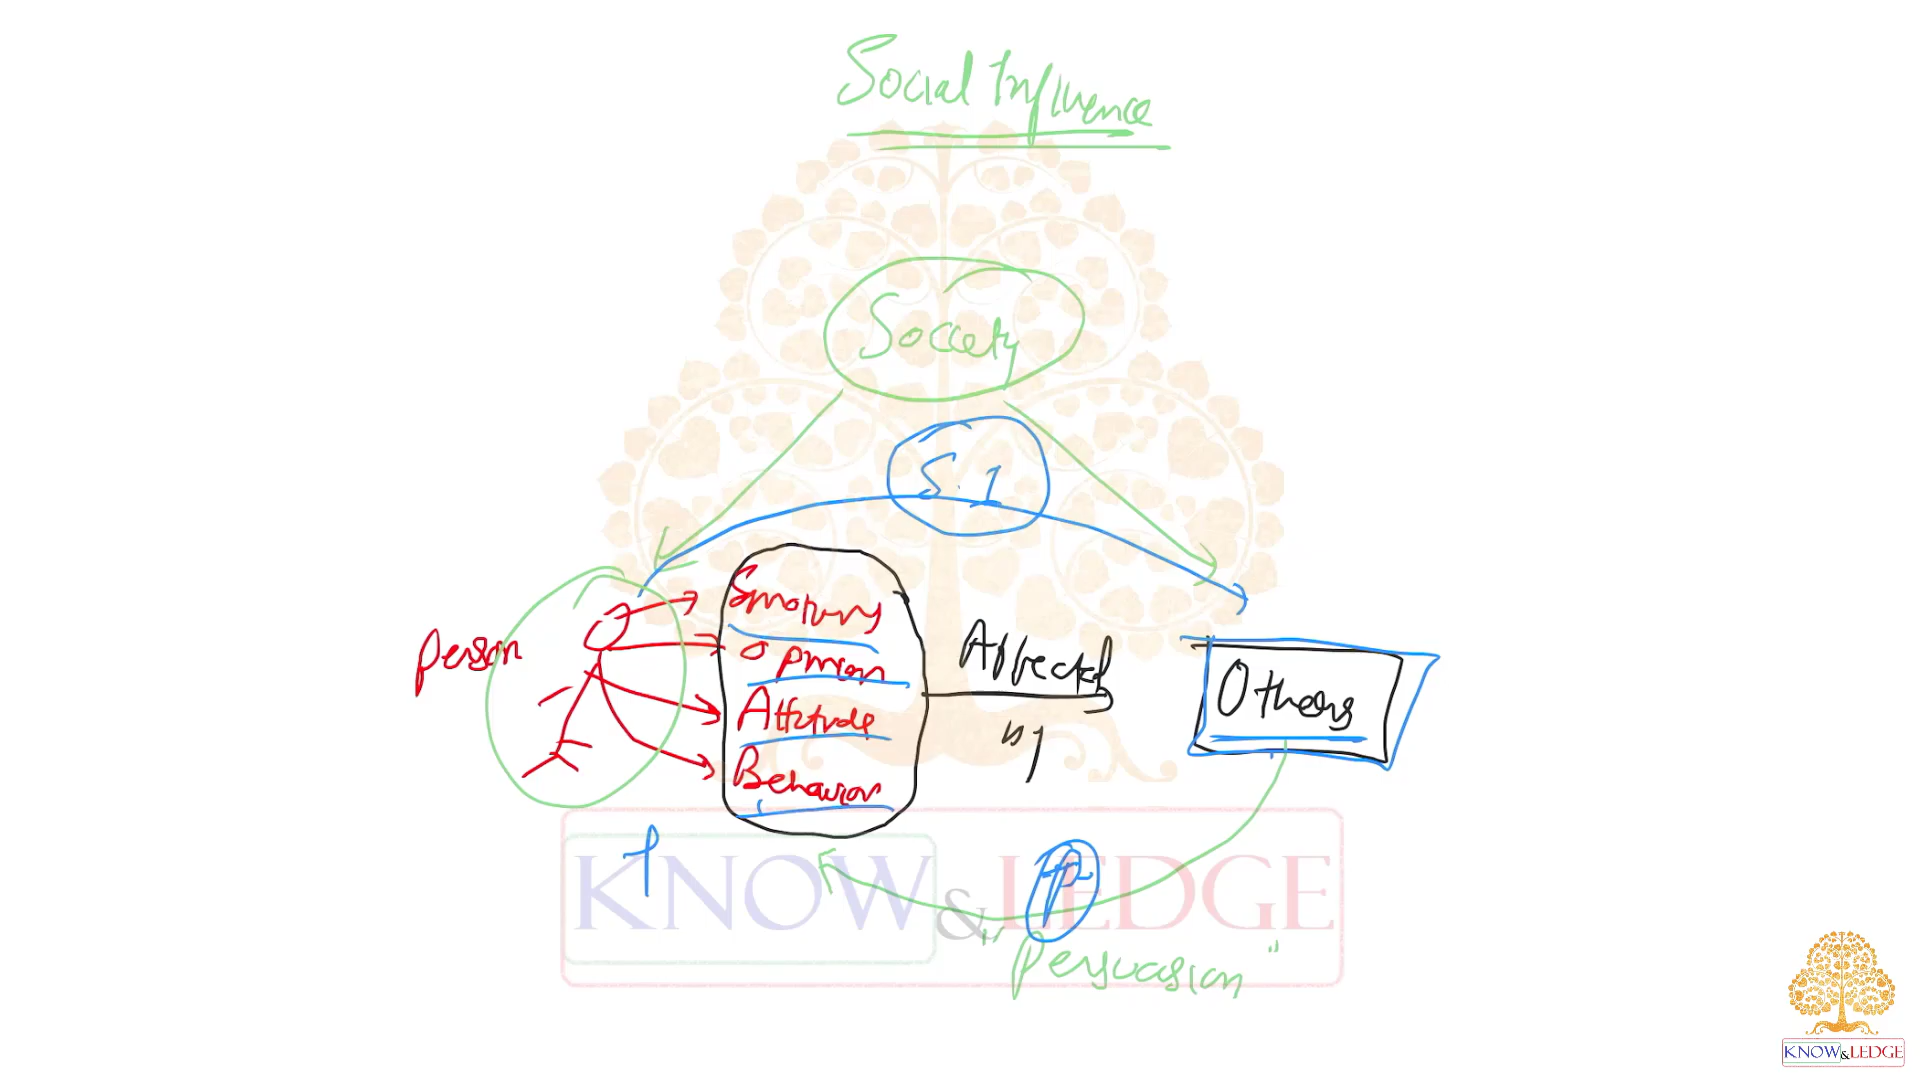 Social Influence
Society
S.I
Person
Emotions
Opinion
Attitude
Behavior
Affected
by
Others
P
P
"Persuasion"
KNOW&LEDGE
KNOW&LEDGE